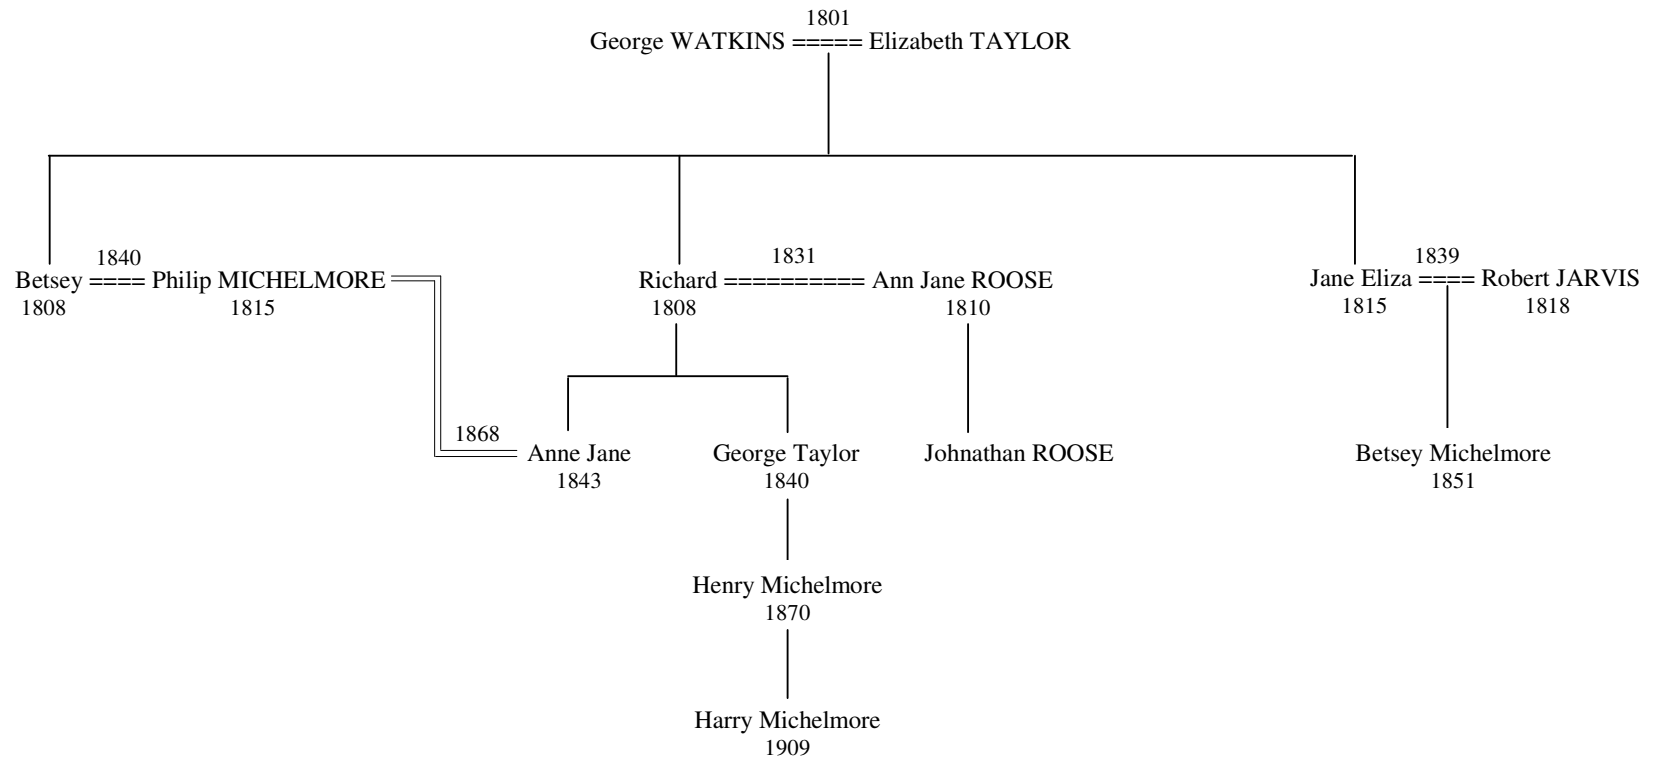 1801
George WATKINS ===== Elizabeth TAYLOR
1840
1831
1839
Betsey ==== Philip MICHELMORE
Richard ========== Ann Jane ROOSE
Jane Eliza ==== Robert JARVIS
1808
1815
1808
1810
1815
1818
1868
Anne Jane
George Taylor
Johnathan ROOSE
Betsey Michelmore
1843
1840
1851
Henry Michelmore
1870
Harry Michelmore
1909